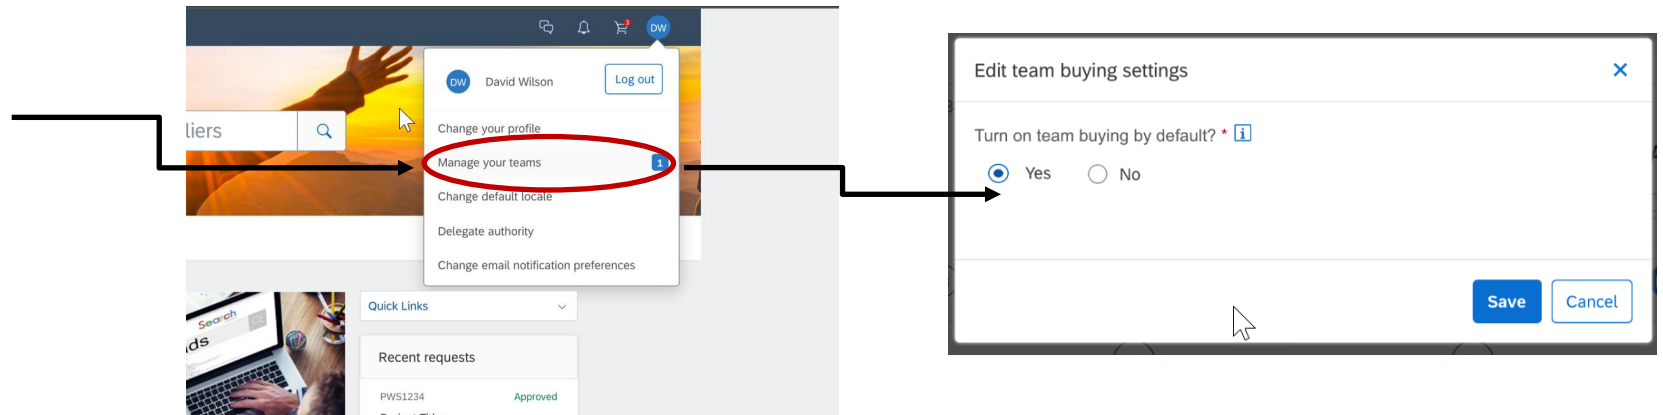 3
DW
DW
David Wilson
Log out
liers
Change your profile
Manage your teams
1
Change default locale
Delegate authority
Change email notification preferences
Search
ds
Quick Links
Recent requests
PWS1234
Approved
Edit team buying settings
Turn on team buying by default? * i
Yes
No
Save
Cancel